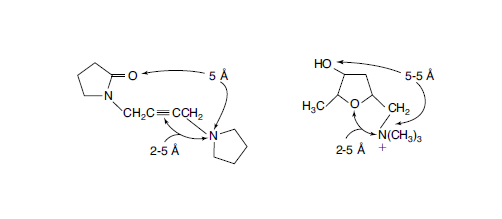 O
5 Å
N
CH₂C≡CCH₂
N
2-5 Å
HO
5-5 Å
H₃C
O
CH₂
N(CH₃)₃
+
2-5 Å